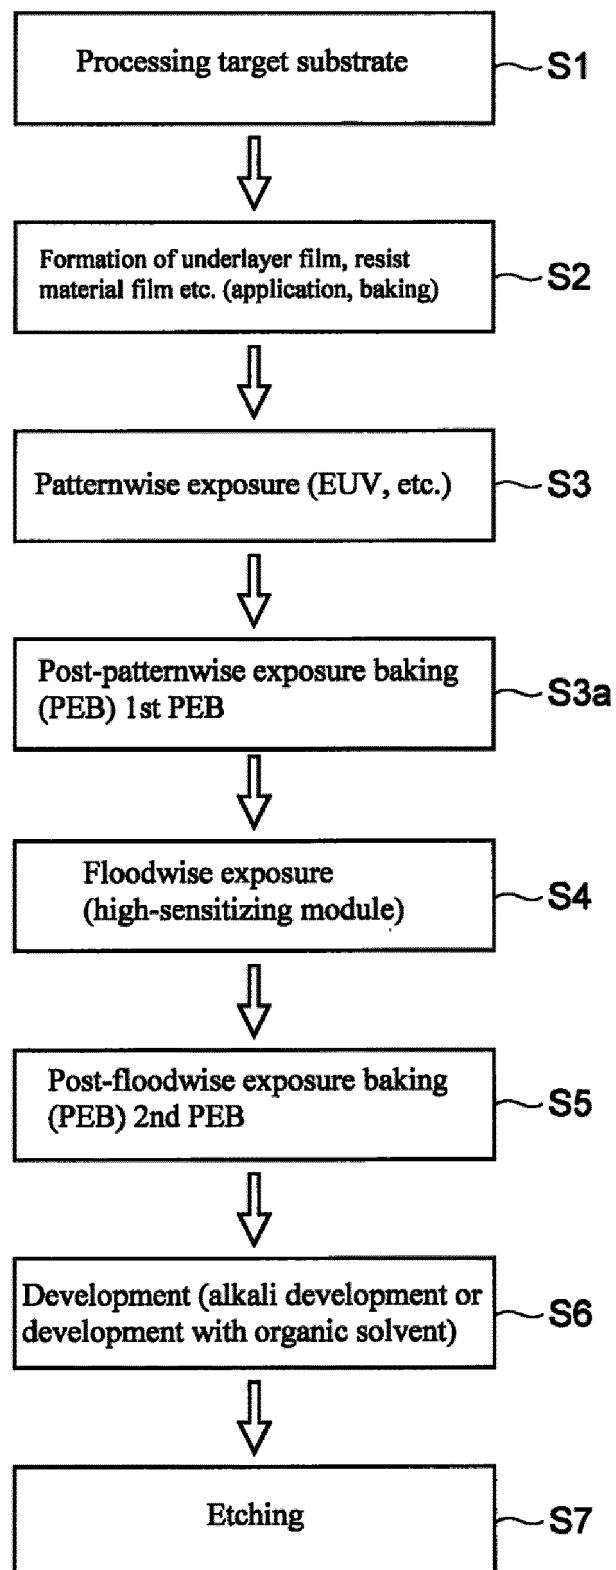 Processing target substrate
S1
Formation of underlayer film, resist
material film etc. (application, baking)
S2
Patternwise exposure (EUV, etc.)
S3
Post-patternwise exposure baking
(PEB) 1st PEB
S3a
Floodwise exposure
(high-sensitizing module)
S4
Post-floodwise exposure baking
(PEB) 2nd PEB
S5
Development (alkali development or
development with organic solvent)
S6
Etching
S7